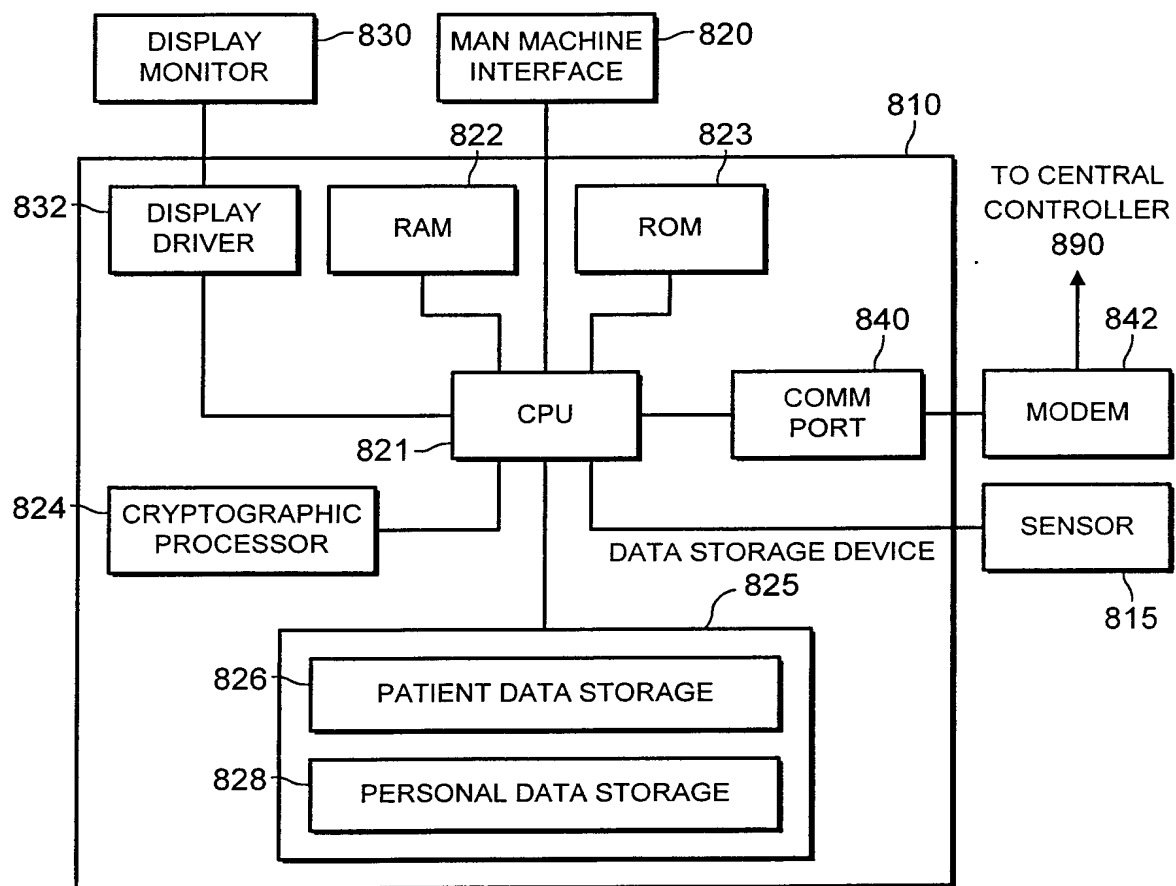 DISPLAY
MONITOR
830
MAN MACHINE
INTERFACE
820
810
822
823
TO CENTRAL
CONTROLLER
890
832
DISPLAY
DRIVER
RAM
ROM
840
842
CPU
821
COMM
PORT
MODEM
824
CRYPTOGRAPHIC
PROCESSOR
SENSOR
815
DATA STORAGE DEVICE
825
826
PATIENT DATA STORAGE
828
PERSONAL DATA STORAGE